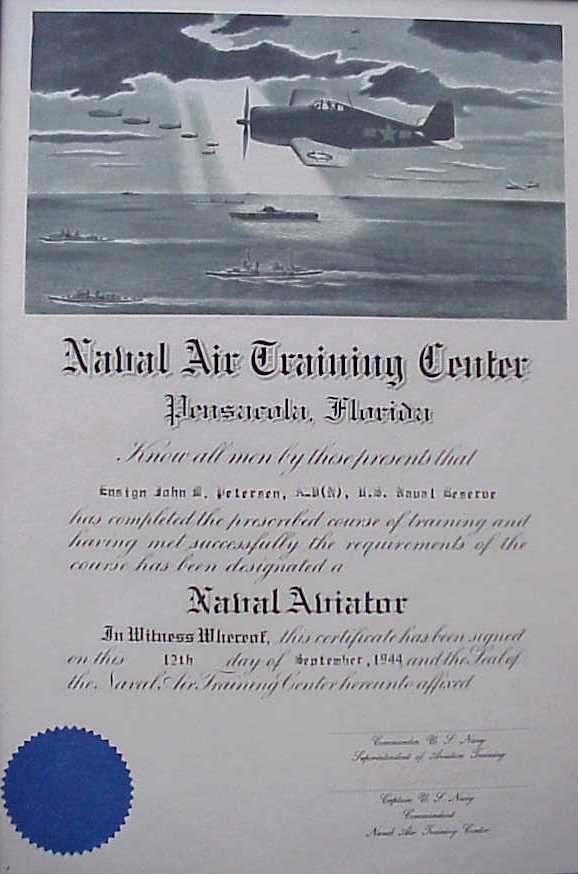 Naval Air Training Center
Pensacola, Florida
Know all men by these presents that
Ensign John W. Petersen, A-V(N), U.S. Naval Reserve
has completed the prescribed course of training and
having met successfully the requirements of the
course has been designated a
Naval Aviator
In Witness Whereof, this certificate has been signed
on this 12th day of September, 1944 and the Seal of
the Naval Air Training Center hereunto affixed
Commander U. S. Navy
Superintendent of Aviation Training
Captain U. S. Navy
Commandant
Naval Air Training Center